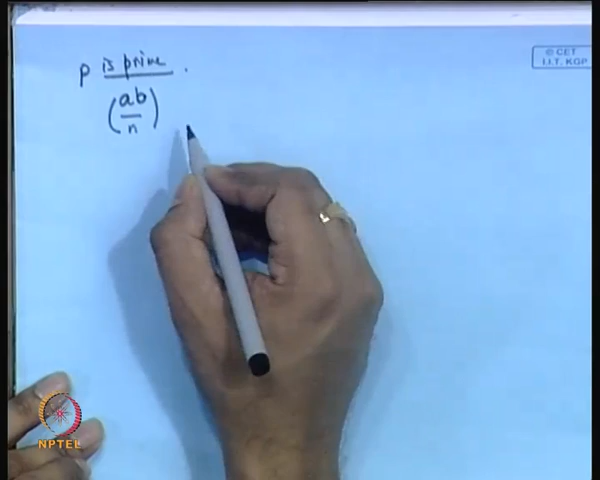 © CET
I.I.T. KGP
p is prime.
(ab/n)
NPTEL